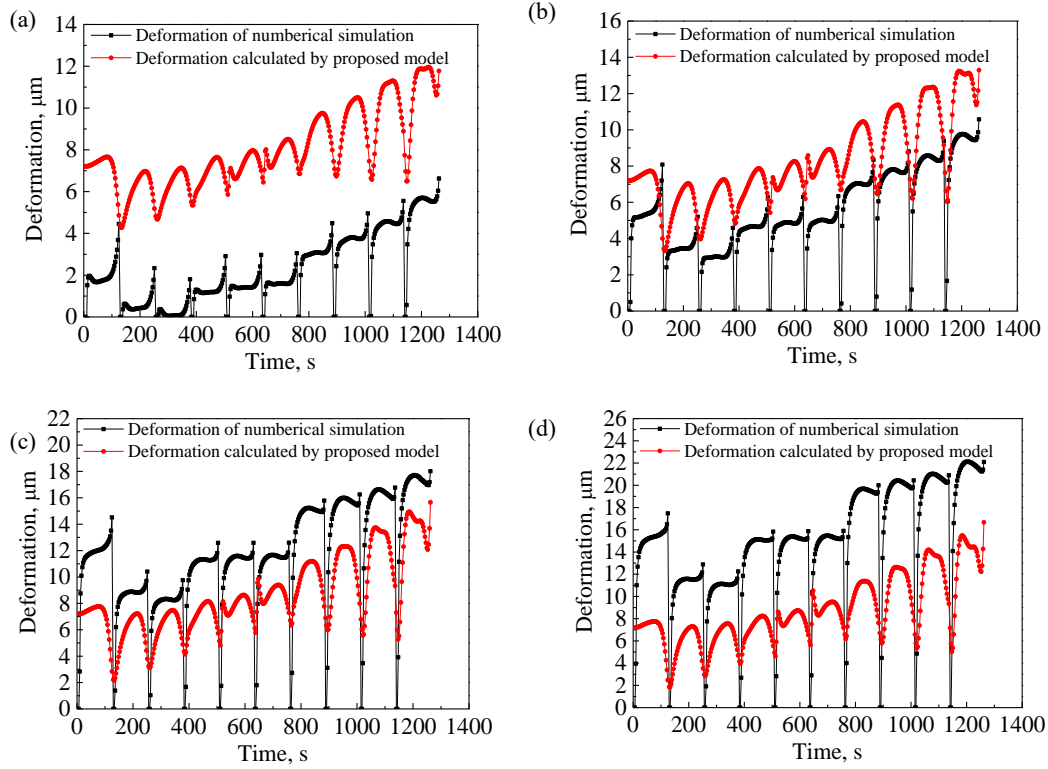 (a)
14
12
10
8
6
4
2
0
Deformation, μm
Deformation of numberical simulation
Deformation calculated by proposed model
0 200 400 600 800 1000 1200 1400
Time, s
(b)
16
14
12
10
8
6
4
2
0
Deformation, μm
Deformation of numberical simulation
Deformation calculated by proposed model
0 200 400 600 800 1000 1200 1400
Time, s
(c)
22
20
18
16
14
12
10
8
6
4
2
0
Deformation, μm
Deformation of numberical simulation
Deformation calculated by proposed model
0 200 400 600 800 1000 1200 1400
Time, s
(d)
26
24
22
20
18
16
14
12
10
8
6
4
2
0
Deformation, μm
Deformation of numberical simulation
Deformation calculated by proposed model
0 200 400 600 800 1000 1200 1400
Time, s